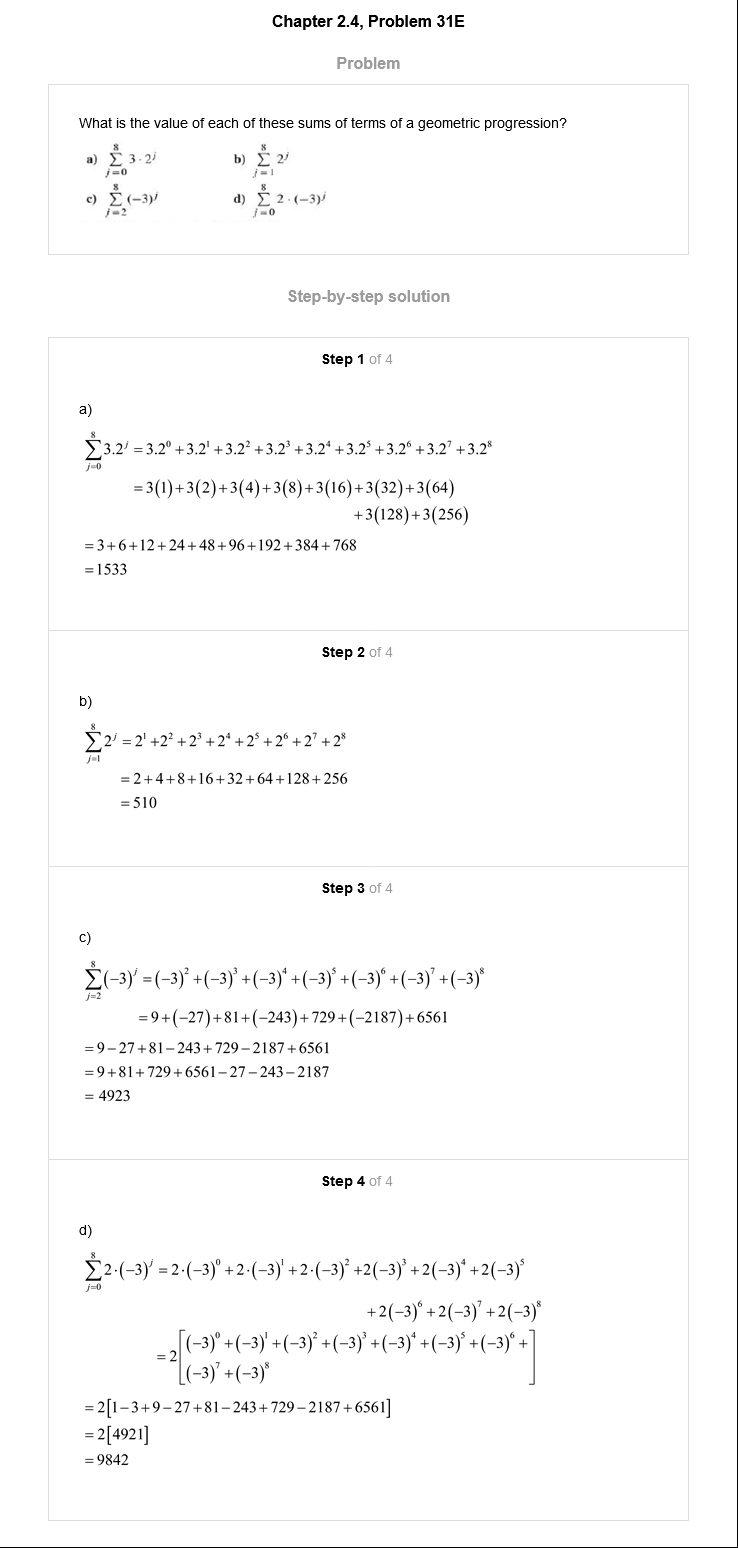 Chapter 2.4, Problem 31E
Problem
What is the value of each of these sums of terms of a geometric progression?
a) $\sum_{j=0}^{8} 3 \cdot 2^j$ b) $\sum_{j=1}^{8} 2^j$
c) $\sum_{j=2}^{8} (-3)^j$ d) $\sum_{j=0}^{8} 2 \cdot (-3)^j$
Step-by-step solution
Step 1 of 4
a)
$\sum_{j=0}^{8} 3.2^j = 3.2^0 + 3.2^1 + 3.2^2 + 3.2^3 + 3.2^4 + 3.2^5 + 3.2^6 + 3.2^7 + 3.2^8$
$= 3(1)+3(2)+3(4)+3(8)+3(16)+3(32)+3(64)$
$+3(128)+3(256)$
$= 3+6+12+24+48+96+192+384+768$
$= 1533$
Step 2 of 4
b)
$\sum_{j=1}^{8} 2^j = 2^1 + 2^2 + 2^3 + 2^4 + 2^5 + 2^6 + 2^7 + 2^8$
$= 2+4+8+16+32+64+128+256$
$= 510$
Step 3 of 4
c)
$\sum_{j=2}^{8} (-3)^j = (-3)^2 + (-3)^3 + (-3)^4 + (-3)^5 + (-3)^6 + (-3)^7 + (-3)^8$
$= 9+(-27)+81+(-243)+729+(-2187)+6561$
$= 9-27+81-243+729-2187+6561$
$= 9+81+729+6561-27-243-2187$
$= 4923$
Step 4 of 4
d)
$\sum_{j=0}^{8} 2 \cdot (-3)^j = 2 \cdot (-3)^0 + 2 \cdot (-3)^1 + 2 \cdot (-3)^2 + 2(-3)^3 + 2(-3)^4 + 2(-3)^5$
$+ 2(-3)^6 + 2(-3)^7 + 2(-3)^8$
$= 2[(-3)^0 + (-3)^1 + (-3)^2 + (-3)^3 + (-3)^4 + (-3)^5 + (-3)^6 +$
$(-3)^7 + (-3)^8]$
$= 2[1-3+9-27+81-243+729-2187+6561]$
$= 2[4921]$
$= 9842$